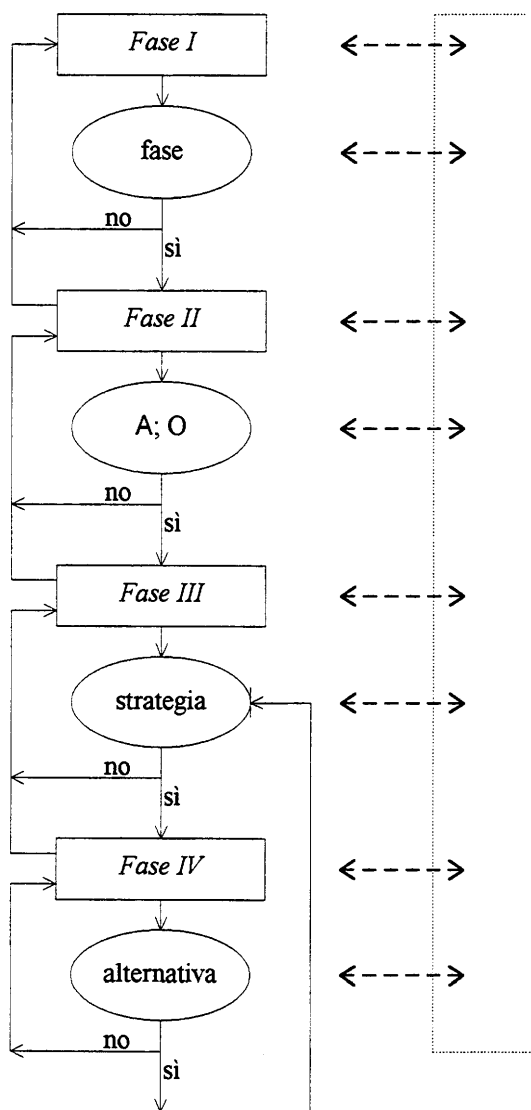 Fase I
fase
no
sì
Fase II
A; O
no
sì
Fase III
strategia
no
sì
Fase IV
alternativa
no
sì